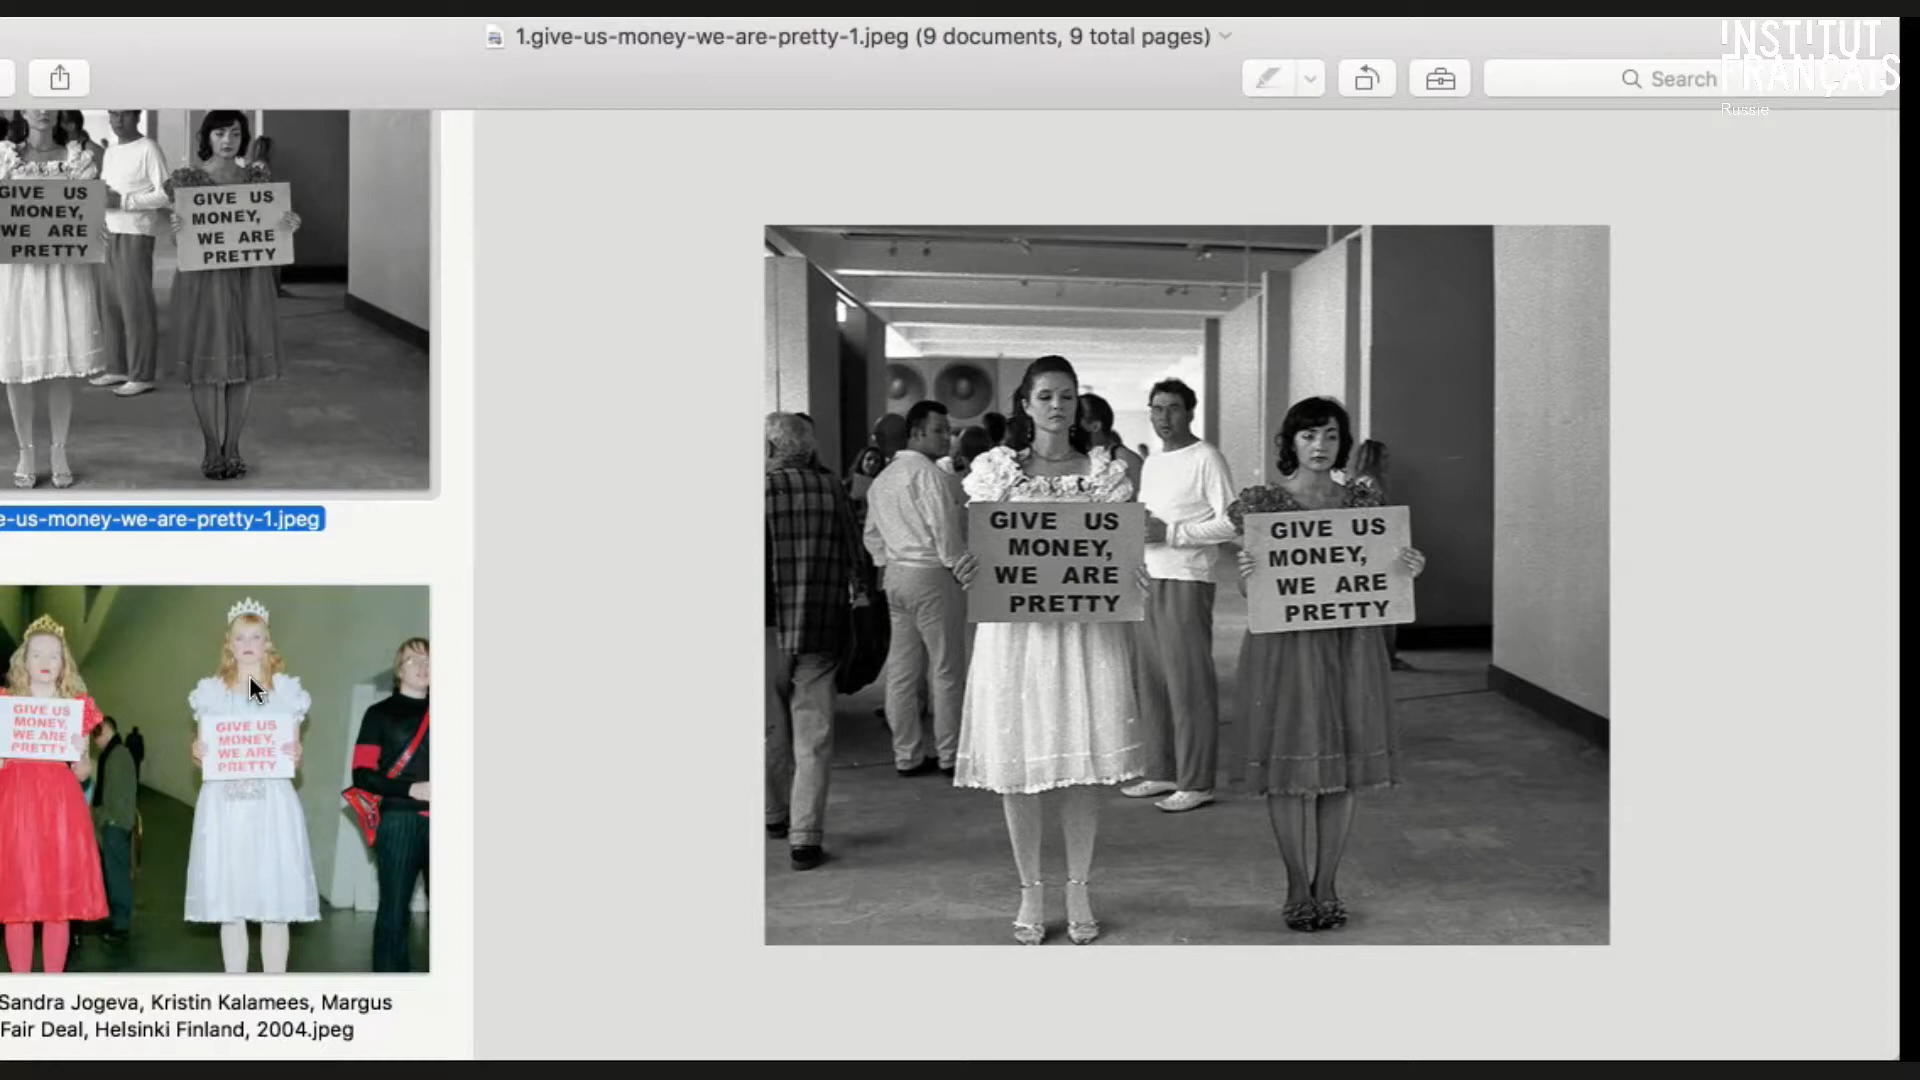 1.give-us-money-we-are-pretty-1.jpeg (9 documents, 9 total pages)
INSTITUT
FRANÇAIS
Russie
Search
GIVE US
MONEY,
WE ARE
PRETTY
GIVE US
MONEY,
WE ARE
PRETTY
e-us-money-we-are-pretty-1.jpeg
GIVE US
MONEY,
WE ARE
PRETTY
GIVE US
MONEY,
WE ARE
PRETTY
Sandra Jogeva, Kristin Kalamees, Margus
Fair Deal, Helsinki Finland, 2004.jpeg
GIVE US
MONEY,
WE ARE
PRETTY
GIVE US
MONEY,
WE ARE
PRETTY